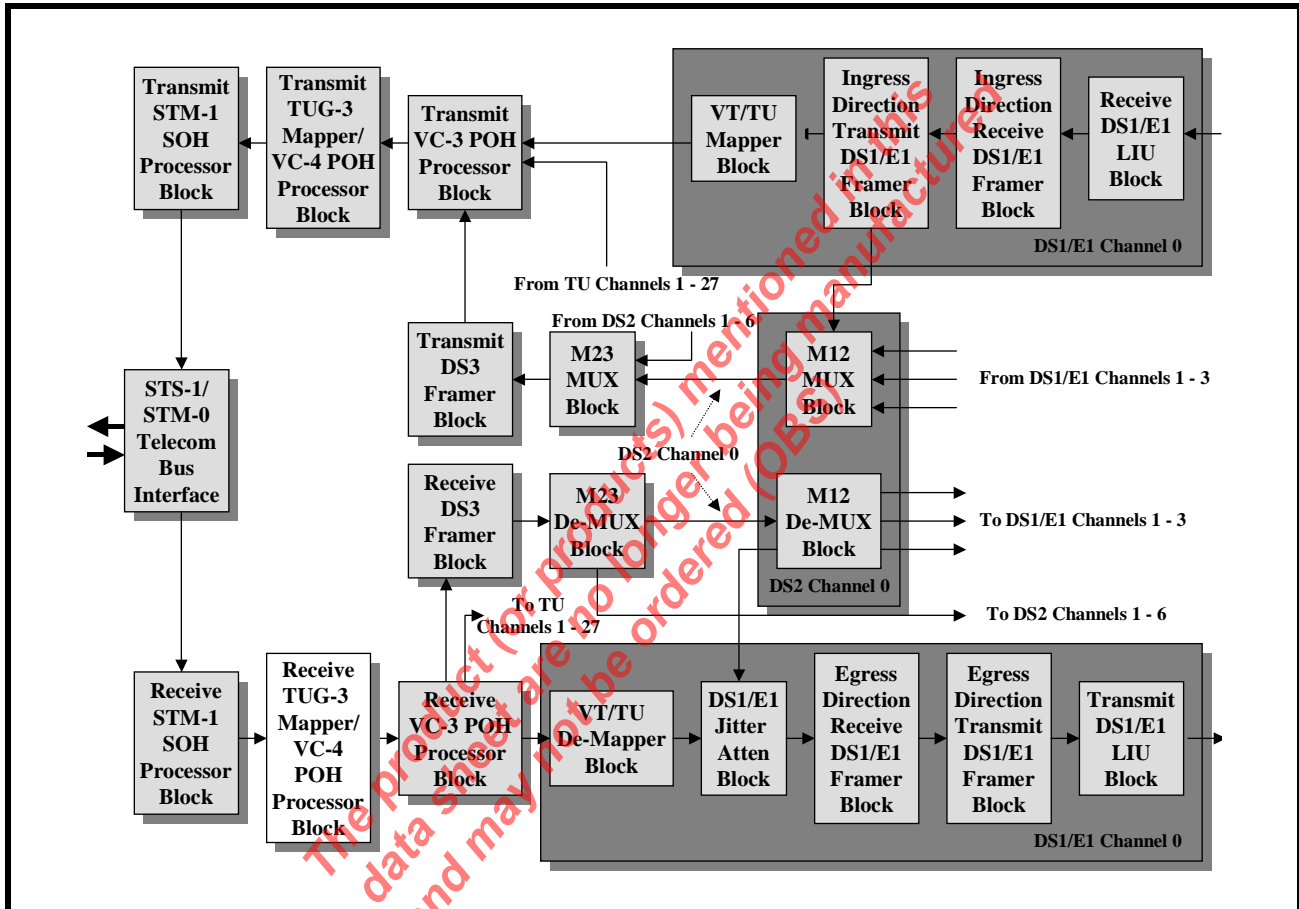 Transmit
STM-1
SOH
Processor
Block
Transmit
TUG-3
Mapper/
VC-4 POH
Processor
Block
Transmit
VC-3 POH
Processor
Block
VT/TU
Mapper
Block
Ingress
Direction
Transmit
DS1/E1
Framer
Block
Ingress
Direction
Receive
DS1/E1
Framer
Block
Receive
DS1/E1
LIU
Block
DS1/E1 Channel 0
From TU Channels 1 - 27
From DS2 Channels 1 - 6
Transmit
DS3
Framer
Block
M23
MUX
Block
M12
MUX
Block
From DS1/E1 Channels 1 - 3
STS-1/
STM-0
Telecom
Bus
Interface
DS2 Channel 0
Receive
DS3
Framer
Block
M23
De-MUX
Block
M12
De-MUX
Block
To DS1/E1 Channels 1 - 3
DS2 Channel 0
To TU
Channels 1 - 27
To DS2 Channels 1 - 6
Receive
STM-1
SOH
Processor
Block
Receive
TUG-3
Mapper/
VC-4
POH
Processor
Block
Receive
VC-3 POH
Processor
Block
VT/TU
De-Mapper
Block
DS1/E1
Jitter
Atten
Block
Egress
Direction
Receive
DS1/E1
Framer
Block
Egress
Direction
Transmit
DS1/E1
Framer
Block
Transmit
DS1/E1
LIU
Block
DS1/E1 Channel 0
The product (or products) mentioned in this
data sheet are no longer being manufactured
and may not be ordered (OBS)